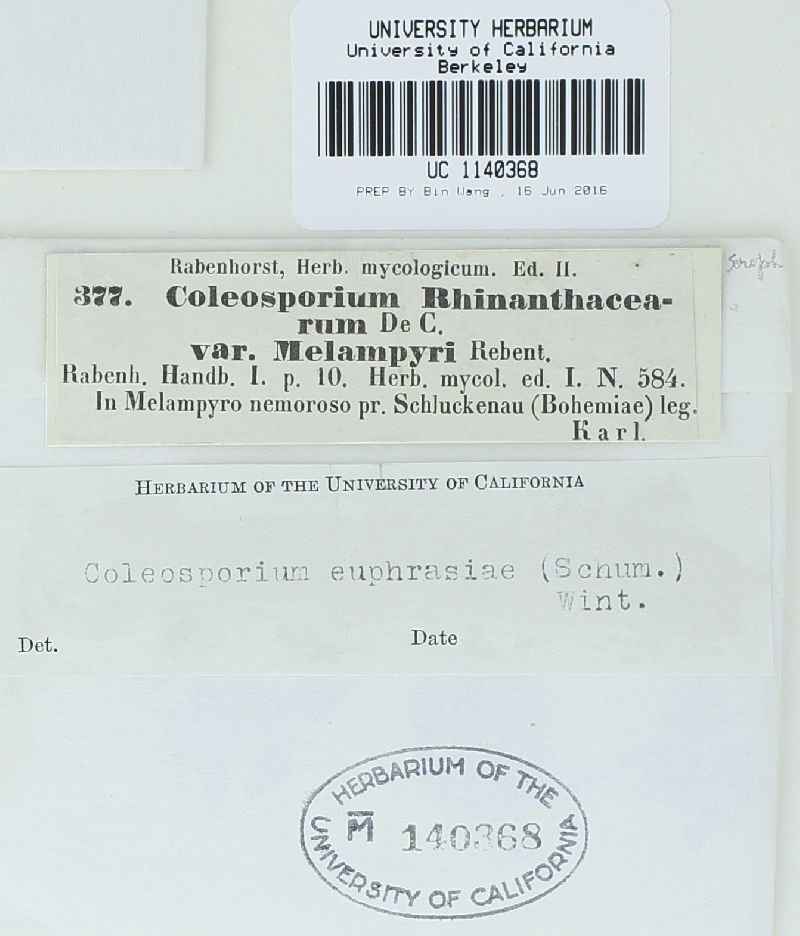 UNIVERSITY HERBARIUM
University of California
Berkeley
UC 1140368
PREP BY Bin Wang , 16 Jun 2016
Rabenhorst, Herb. mycologicum. Ed. II.
377. Coleosporium Rhinanthacea-
rum De C.
var. Melampyri Rebent.
Rabenh. Handb. I. p. 10. Herb. mycol. ed. I. N. 584.
In Melampyro nemoroso pr. Schluckenau (Bohemiae) leg.
Karl.
HERBARIUM OF THE UNIVERSITY OF CALIFORNIA
Coleosporium euphrasiae (Schum.)
Wint.
Det. Date
HERBARIUM OF THE
M̅ 140368
UNIVERSITY OF CALIFORNIA